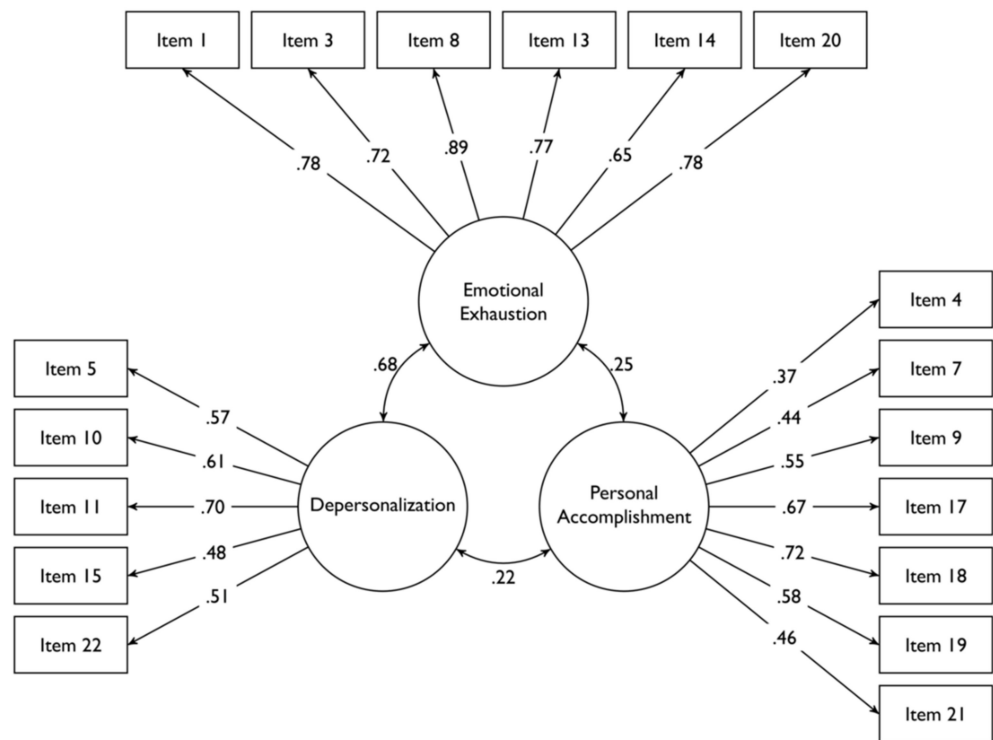 Item 1
Item 3
Item 8
Item 13
Item 14
Item 20
.78
.72
.89
.77
.65
.78
Emotional
Exhaustion
.68
.25
Item 5
Item 10
Item 11
Item 15
Item 22
.57
.61
.70
.48
.51
Depersonalization
.22
Personal
Accomplishment
.37
.44
.55
.67
.72
.58
.46
Item 4
Item 7
Item 9
Item 17
Item 18
Item 19
Item 21